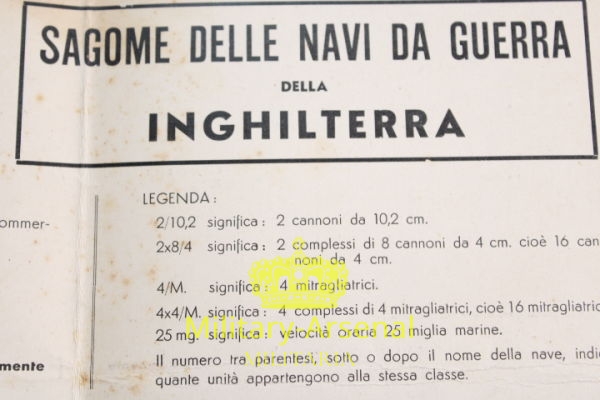 SAGOME DELLE NAVI DA GUERRA
DELLA
INGHILTERRA
LEGENDA:
2/10,2 significa: 2 cannoni da 10,2 cm.
2x8/4 significa: 2 complessi di 8 cannoni da 4 cm. cioè 16 can-
noni da 4 cm.
4/M. significa: 4 mitragliatrici.
4x4/M. significa: 4 complessi di 4 mitragliatrici, cioè 16 mitragliatric
25 mg. significa: velocità oraria 25 miglia marine.
Il numero tra parentesi, sotto o dopo il nome della nave, indi
quante unità appartengono alla stessa classe.
ommer-
mente
Military-Arsenal